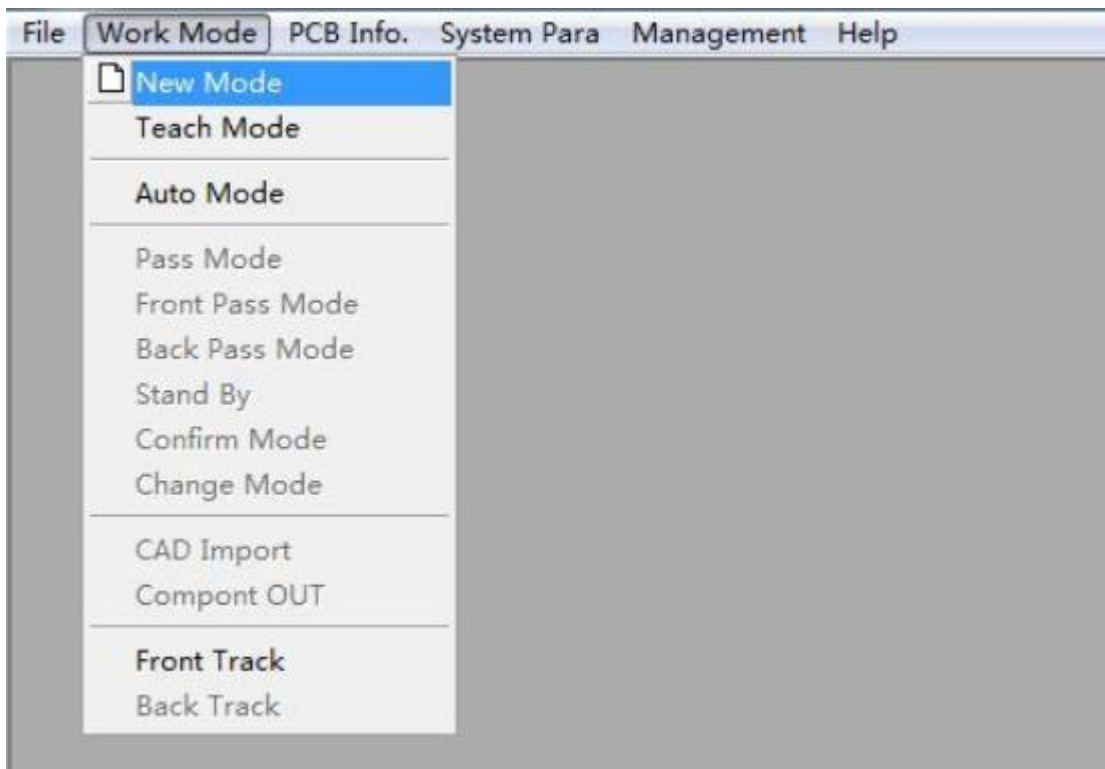 File Work Mode PCB Info. System Para Management Help
New Mode
Teach Mode
Auto Mode
Pass Mode
Front Pass Mode
Back Pass Mode
Stand By
Confirm Mode
Change Mode
CAD Import
Compont OUT
Front Track
Back Track